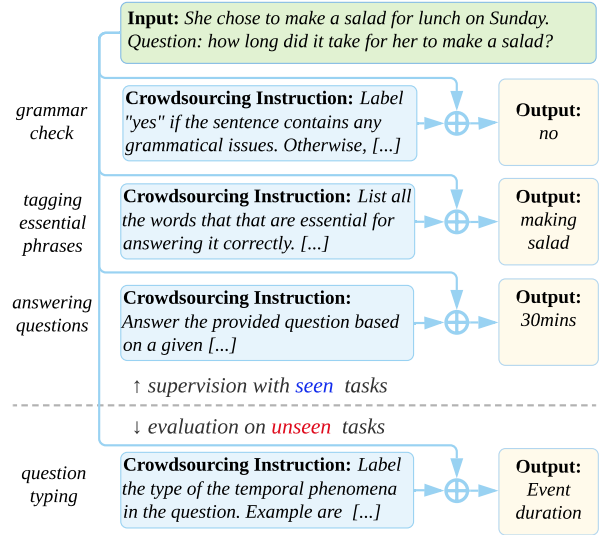 Input: She chose to make a salad for lunch on Sunday.
Question: how long did it take for her to make a salad?
grammar
check
Crowdsourcing Instruction: Label
"yes" if the sentence contains any
grammatical issues. Otherwise, [...]
Output:
no
tagging
essential
phrases
Crowdsourcing Instruction: List all
the words that that are essential for
answering it correctly. [...]
Output:
making
salad
answering
questions
Crowdsourcing Instruction:
Answer the provided question based
on a given [...]
Output:
30mins
↑ supervision with seen tasks
↓ evaluation on unseen tasks
question
typing
Crowdsourcing Instruction: Label
the type of the temporal phenomena
in the question. Example are [...]
Output:
Event
duration